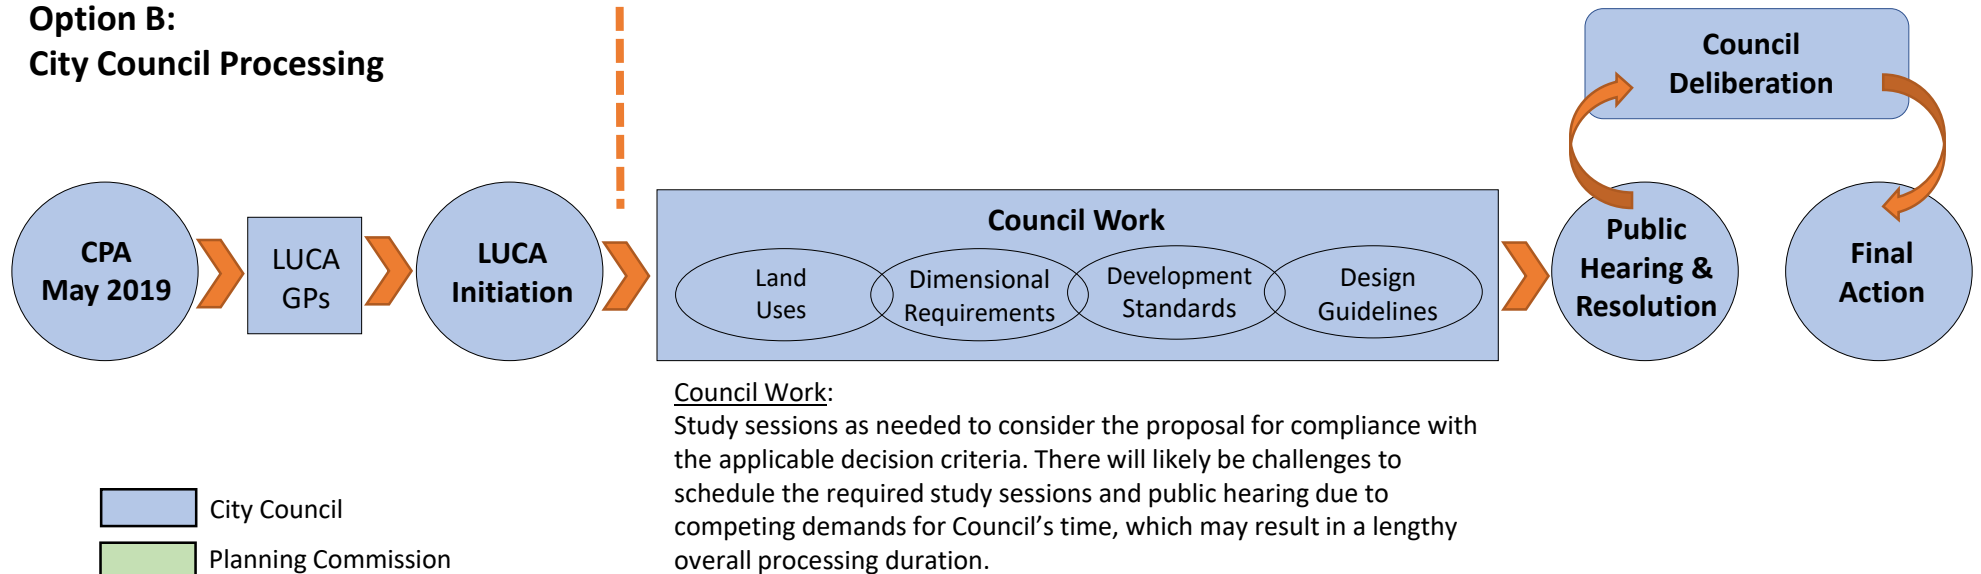 Option B:
City Council Processing
Council
Deliberation
CPA
May 2019
LUCA
GPs
LUCA
Initiation
Council Work
Land
Uses
Dimensional
Requirements
Development
Standards
Design
Guidelines
Public
Hearing &
Resolution
Final
Action
Council Work:
Study sessions as needed to consider the proposal for compliance with
the applicable decision criteria. There will likely be challenges to
schedule the required study sessions and public hearing due to
competing demands for Council’s time, which may result in a lengthy
overall processing duration.
City Council
Planning Commission